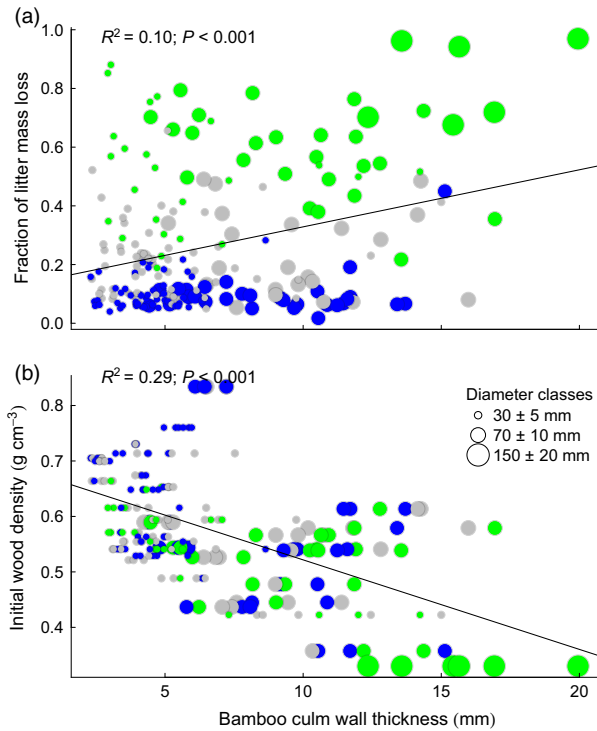 (a)
R² = 0.10; P < 0.001
Fraction of litter mass loss
1.0
0.8
0.6
0.4
0.2
0.0
(b)
R² = 0.29; P < 0.001
Initial wood density (g cm⁻³)
0.8
0.7
0.6
0.5
0.4
Diameter classes
30 ± 5 mm
70 ± 10 mm
150 ± 20 mm
5 10 15 20
Bamboo culm wall thickness (mm)